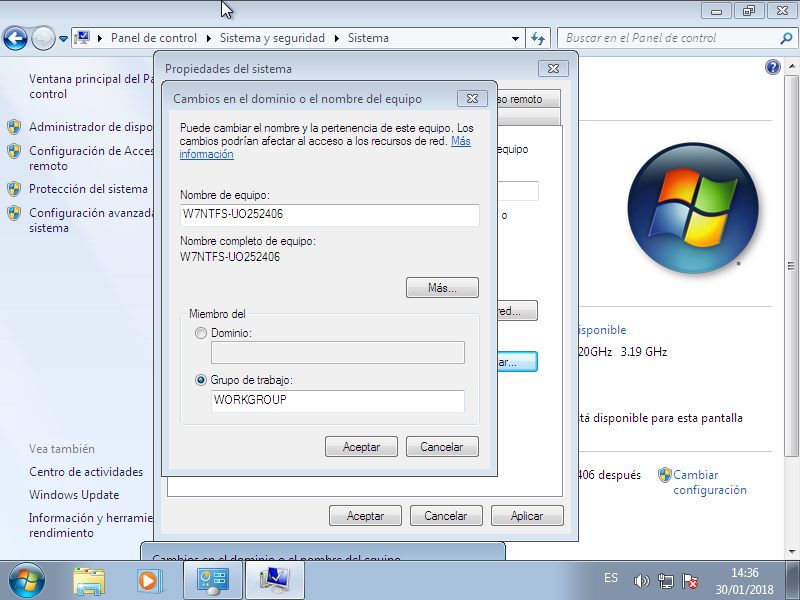 Panel de control
Sistema y seguridad
Sistema
Buscar en el Panel de control
Ventana principal del Pa
control
Administrador de dispo
Configuración de Acces
remoto
Protección del sistema
Configuración avanzada
sistema
Vea también
Centro de actividades
Windows Update
Información y herramie
rendimiento
Propiedades del sistema
so remoto
equipo
o
red...
ar...
Cambios en el dominio o el nombre del equipo
Puede cambiar el nombre y la pertenencia de este equipo. Los
cambios podrían afectar al acceso a los recursos de red. Más
información
Nombre de equipo:
W7NTFS-UO252406
Nombre completo de equipo:
W7NTFS-UO252406
Más...
Miembro del
Dominio:
Grupo de trabajo:
WORKGROUP
Aceptar
Cancelar
Aceptar
Cancelar
Aplicar
isponible
20GHz 3.19 GHz
stá disponible para esta pantalla
406 después
Cambiar
configuración
Cambios en el dominio o el nombre del equipo
ES
14:36
30/01/2018